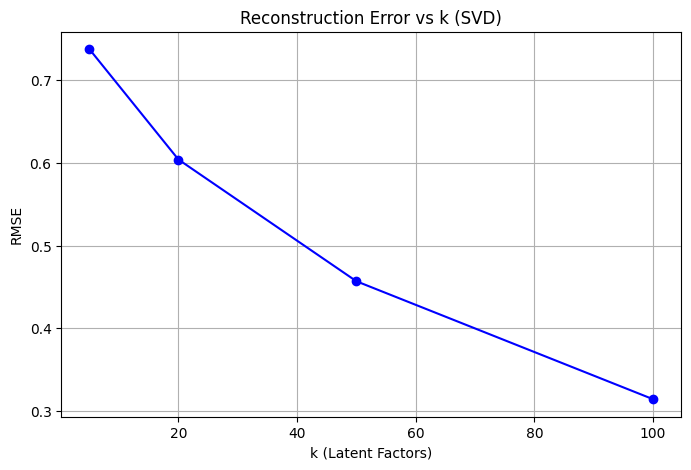 Reconstruction Error vs k (SVD)
RMSE
0.7
0.6
0.5
0.4
0.3
20 40 60 80 100
k (Latent Factors)